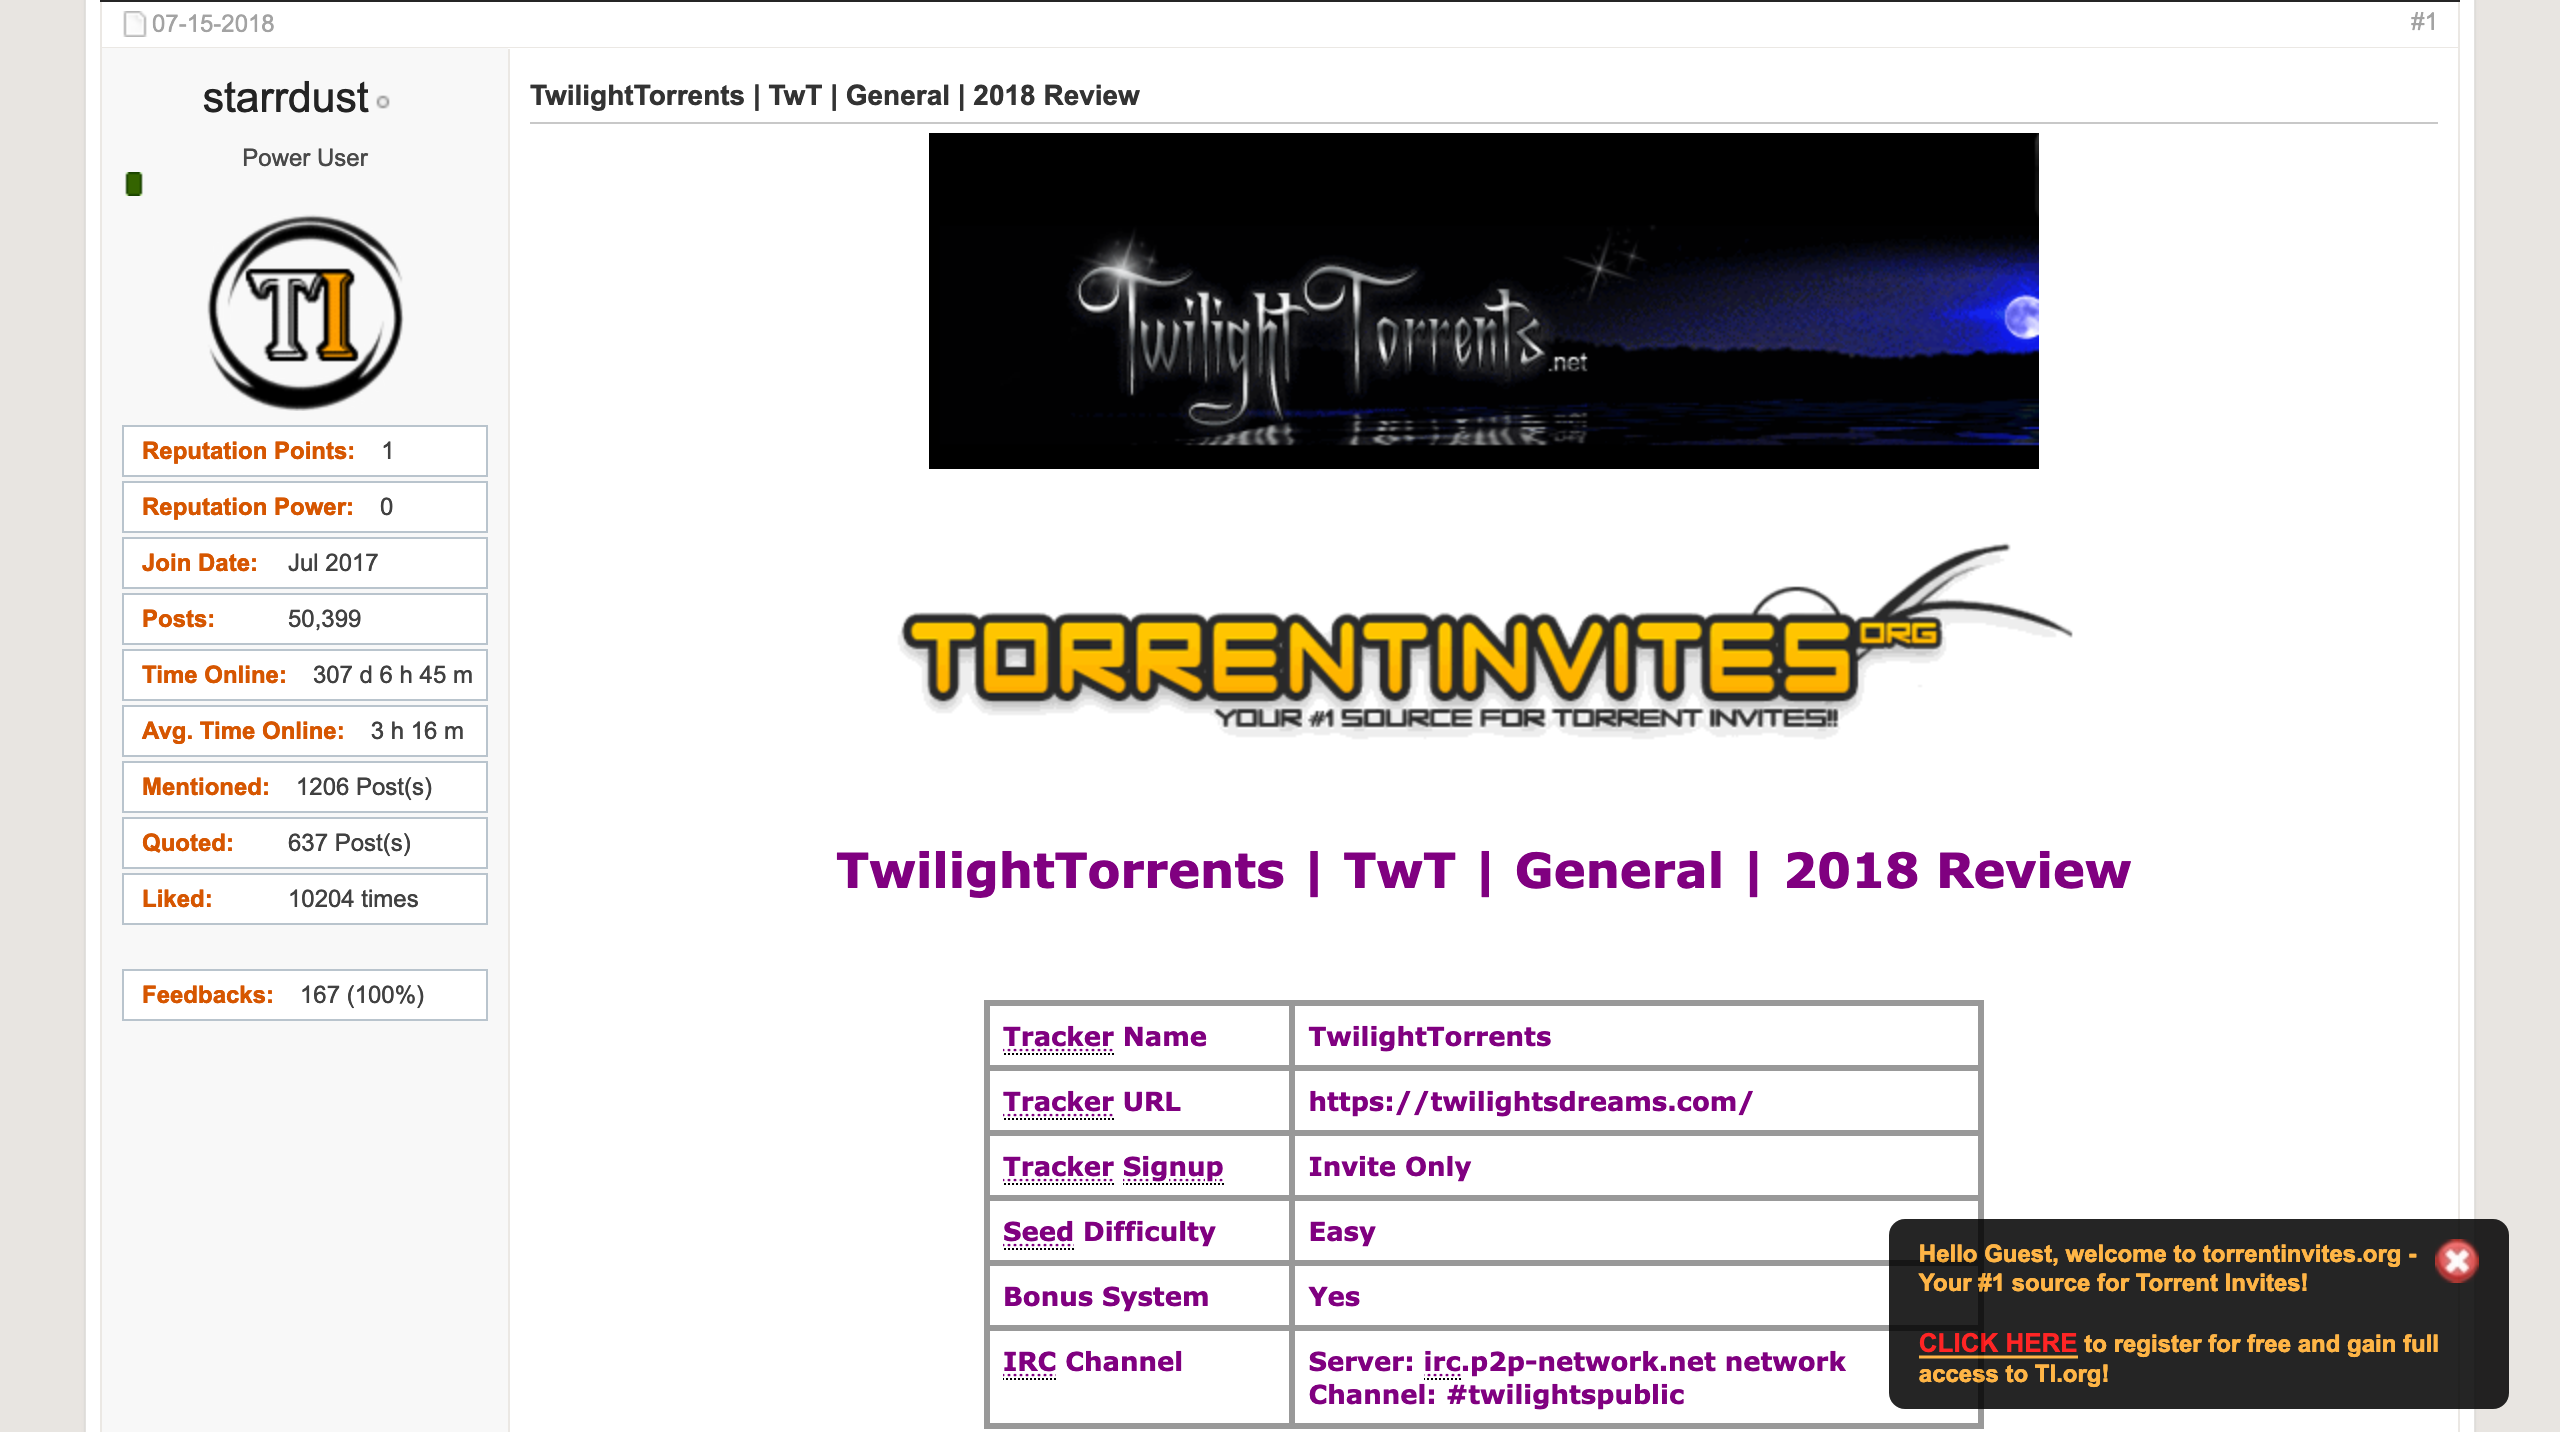 07-15-2018
#1
starrdust
Power User
TI
Reputation Points: 1
Reputation Power: 0
Join Date: Jul 2017
Posts: 50,399
Time Online: 307 d 6 h 45 m
Avg. Time Online: 3 h 16 m
Mentioned: 1206 Post(s)
Quoted: 637 Post(s)
Liked: 10204 times
Feedbacks: 167 (100%)
TwilightTorrents | TwT | General | 2018 Review
Twilight Torrents.net
TORRENTINVITES ORG
YOUR #1 SOURCE FOR TORRENT INVITES!!
TwilightTorrents | TwT | General | 2018 Review
Tracker Name TwilightTorrents
Tracker URL https://twilightsdreams.com/
Tracker Signup Invite Only
Seed Difficulty Easy
Bonus System Yes
IRC Channel Server: irc.p2p-network.net network
Channel: #twilightspublic
Hello Guest, welcome to torrentinvites.org -
Your #1 source for Torrent Invites!
CLICK HERE to register for free and gain full
access to TI.org!